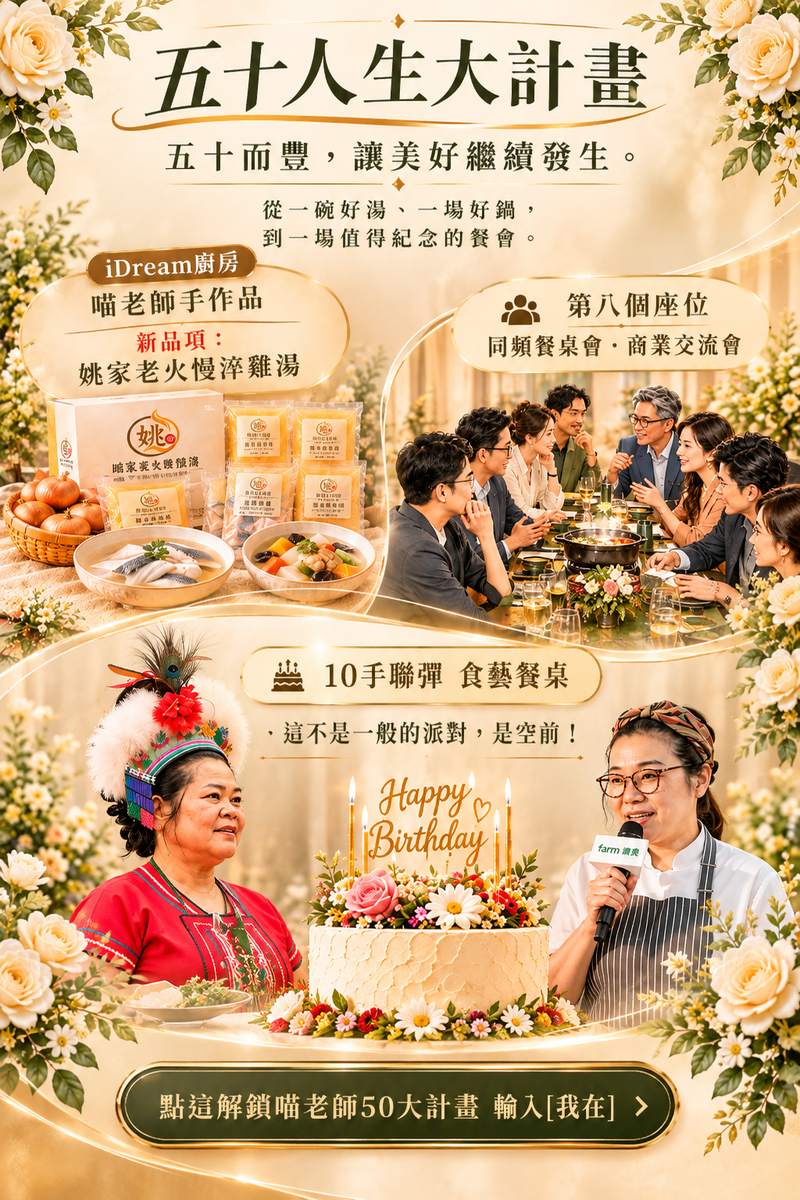 五十人生大計畫
五十而豐，讓美好繼續發生。
從一碗好湯、一場好鍋，
到一場值得紀念的餐會。
iDream廚房
喵老師手作品
新品項：
姚家老火慢淬雞湯
姚
第八個座位
同頻餐桌會．商業交流會
10手聯彈 食藝餐桌
．這不是一般的派對，是空前！
Happy
Birthday
farm
點這解鎖喵老師50大計畫 輸入[我在]